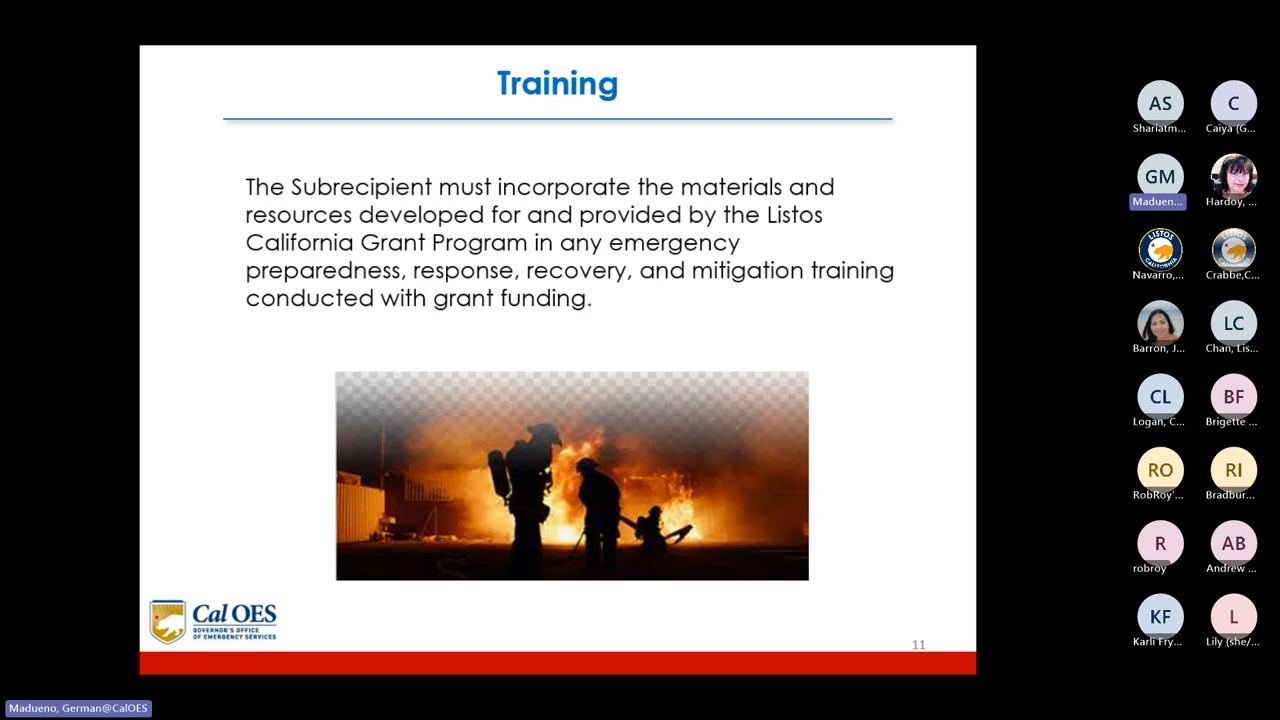 Training
The Subrecipient must incorporate the materials and
resources developed for and provided by the Listos
California Grant Program in any emergency
preparedness, response, recovery, and mitigation training
conducted with grant funding.
Cal OES
GOVERNOR'S OFFICE
OF EMERGENCY SERVICES
11
AS
Shariatm...
C
Caiya (G...
GM
Maduen...
Hardoy, ...
LISTOS
CALIFORNIA
Navarro,...
Crabbe,C...
Barron, J...
LC
Chan, Lis...
CL
Logan, C...
BF
Brigette ...
RO
RobRoy'...
RI
Bradbur...
R
robroy
AB
Andrew ...
KF
Karli Fry...
L
Lily (she/...
Madueno, German@CalOES